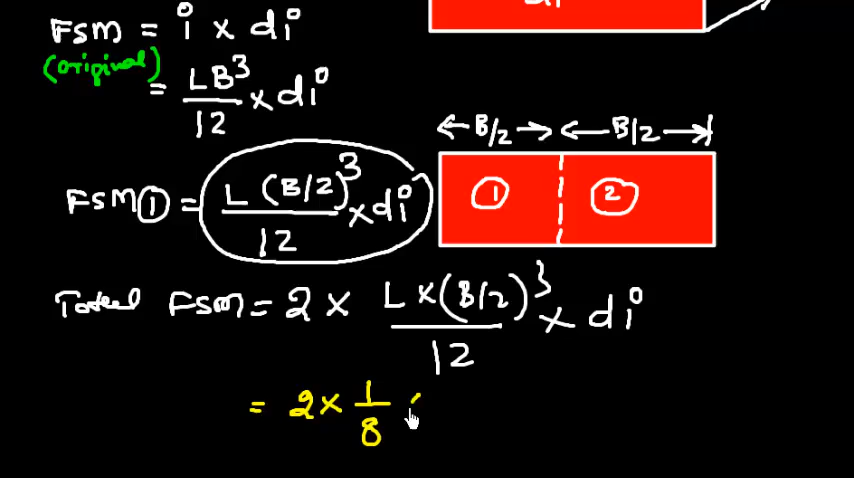 FSM = i x di
di
(original)
= LB³/12 x di
B/2 B/2
FSM① = L (B/2)³/12 x di
① ②
Total FSM = 2 x L x (B/2)³/12 x di
= 2 x 1/8